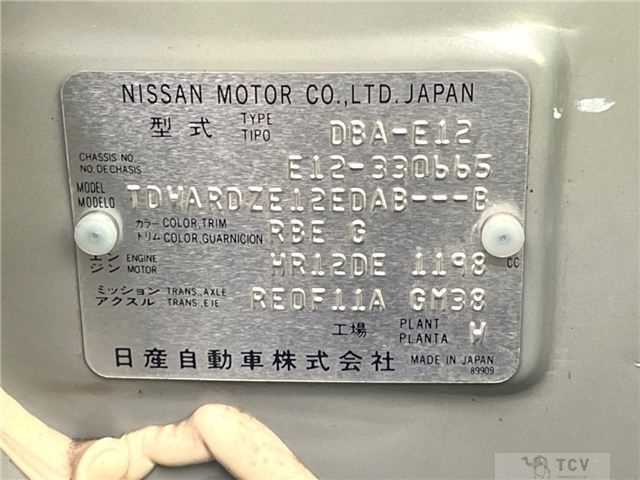 NISSAN MOTOR CO.,LTD. JAPAN
型式 TYPE TIPO DBA-E12
CHASSIS NO. NO. DE CHASIS E12-330665
MODEL MODELO TDWARDZE12EDAB---B
カラー COLOR,TRIM トリム COLOR,GUARNICION RBE G
エンジン ENGINE MOTOR HR12DE 1198 CC
ミッション TRANS., AXLE アクスル TRANS., EJE RE0F11A GM38
工場 PLANT PLANTA H
日産自動車株式会社 MADE IN JAPAN
89909
TCV